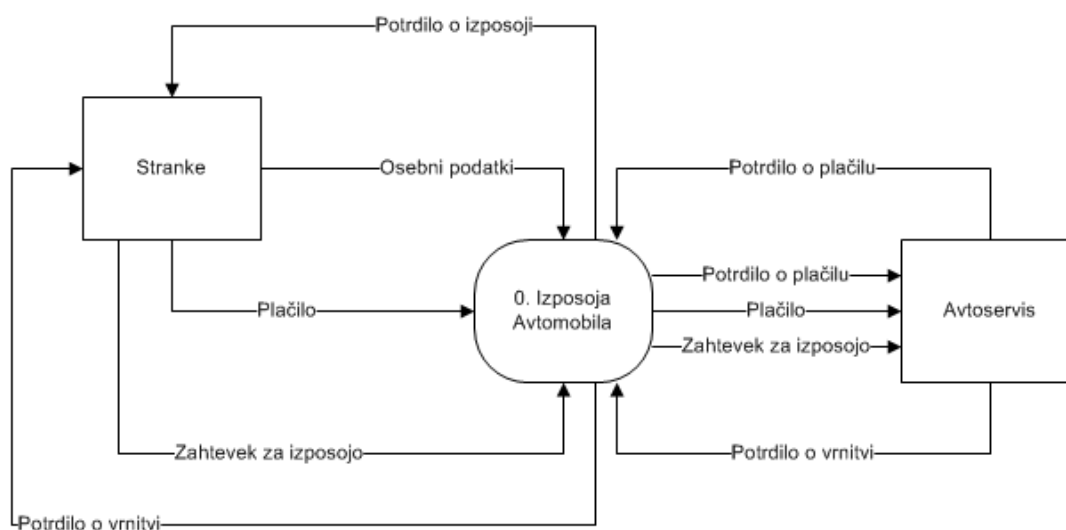 Potrdilo o izposoji
Stranke
Osebni podatki
Potrdilo o plačilu
Potrdilo o plačilu
0. Izposoja
Avtomobila
Plačilo
Plačilo
Avtoservis
Zahtevek za izposojo
Zahtevek za izposojo
Potrdilo o vrnitvi
Potrdilo o vrnitvi